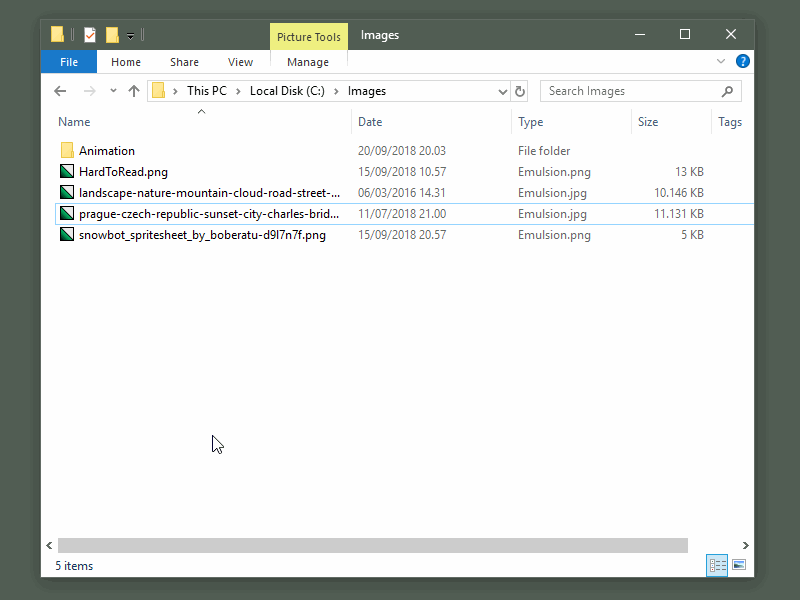 Picture Tools
Images
File Home Share View Manage
This PC Local Disk (C:) Images
Search Images
Name Date Type Size Tags
Animation 20/09/2018 20.03 File folder
HardToRead.png 15/09/2018 10.57 Emulsion.png 13 KB
landscape-nature-mountain-cloud-road-street-... 06/03/2016 14.31 Emulsion.jpg 10.146 KB
prague-czech-republic-sunset-city-charles-brid... 11/07/2018 21.00 Emulsion.jpg 11.131 KB
snowbot_spritesheet_by_boberatu-d9l7n7f.png 15/09/2018 20.57 Emulsion.png 5 KB
5 items